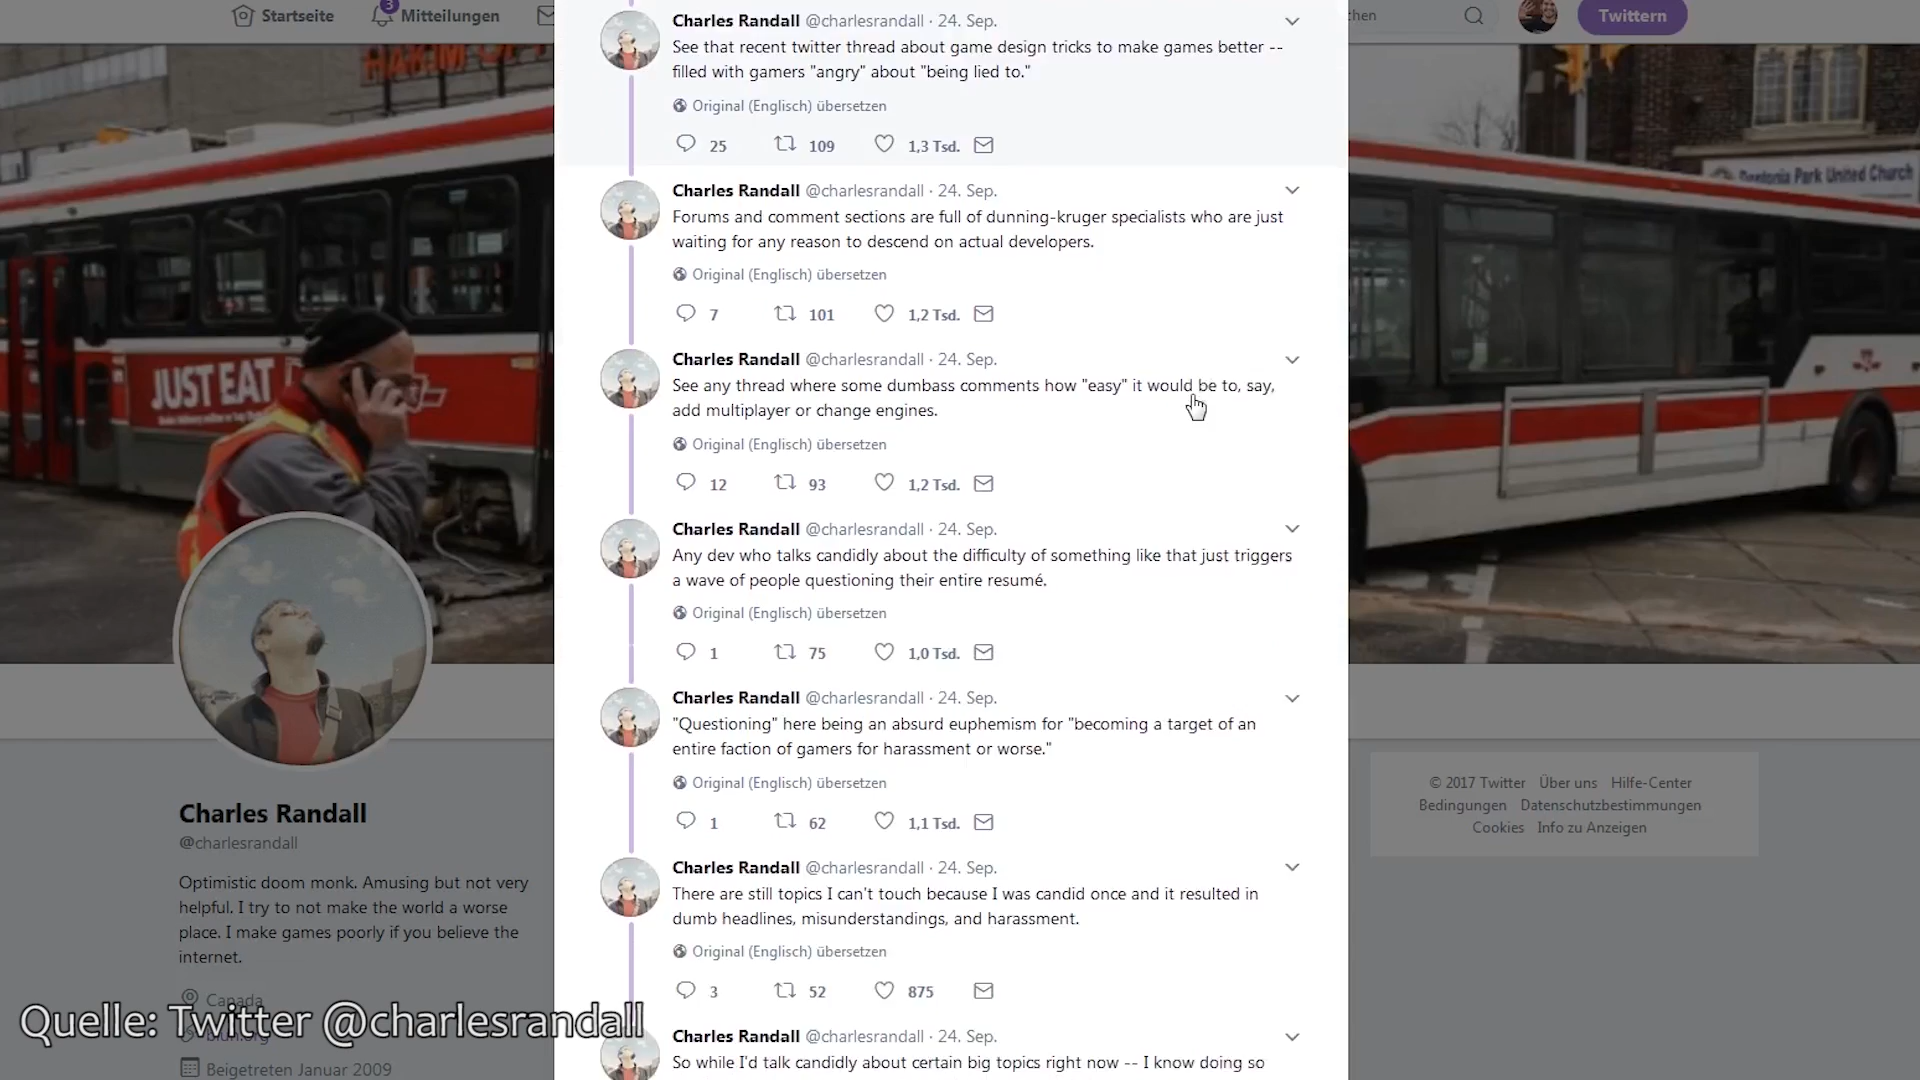 Startseite
3
Mitteilungen
Twittern
Charles Randall @charlesrandall · 24. Sep.
See that recent twitter thread about game design tricks to make games better --
filled with gamers "angry" about "being lied to."
Original (Englisch) übersetzen
25 109 1,3 Tsd.
Charles Randall @charlesrandall · 24. Sep.
Forums and comment sections are full of dunning-kruger specialists who are just
waiting for any reason to descend on actual developers.
Original (Englisch) übersetzen
7 101 1,2 Tsd.
Charles Randall @charlesrandall · 24. Sep.
See any thread where some dumbass comments how "easy" it would be to, say,
add multiplayer or change engines.
Original (Englisch) übersetzen
12 93 1,2 Tsd.
Charles Randall @charlesrandall · 24. Sep.
Any dev who talks candidly about the difficulty of something like that just triggers
a wave of people questioning their entire resumé.
Original (Englisch) übersetzen
1 75 1,0 Tsd.
Charles Randall @charlesrandall · 24. Sep.
"Questioning" here being an absurd euphemism for "becoming a target of an
entire faction of gamers for harassment or worse."
Original (Englisch) übersetzen
1 62 1,1 Tsd.
Charles Randall @charlesrandall · 24. Sep.
There are still topics I can't touch because I was candid once and it resulted in
dumb headlines, misunderstandings, and harassment.
Original (Englisch) übersetzen
3 52 875
Charles Randall @charlesrandall · 24. Sep.
So while I'd talk candidly about certain big topics right now -- I know doing so
JUST EAT
Park United Church
Charles Randall
@charlesrandall
Optimistic doom monk. Amusing but not very
helpful. I try to not make the world a worse
place. I make games poorly if you believe the
internet.
Canada
Beigetreten Januar 2009
Quelle: Twitter @charlesrandall
© 2017 Twitter Über uns Hilfe-Center
Bedingungen Datenschutzbestimmungen
Cookies Info zu Anzeigen